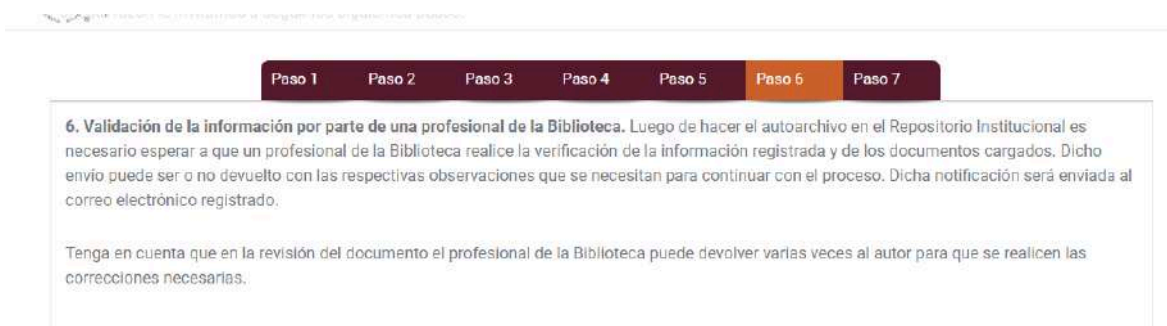 Paso 1 Paso 2 Paso 3 Paso 4 Paso 5 Paso 6 Paso 7
6. Validación de la información por parte de una profesional de la Biblioteca. Luego de hacer el autoarchivo en el Repositorio Institucional es
necesario esperar a que un profesional de la Biblioteca realice la verificación de la información registrada y de los documentos cargados. Dicho
envío puede ser o no devuelto con las respectivas observaciones que se necesitan para continuar con el proceso. Dicha notificación será enviada al
correo electrónico registrado.
Tenga en cuenta que en la revisión del documento el profesional de la Biblioteca puede devolver varias veces al autor para que se realicen las
correcciones necesarias.